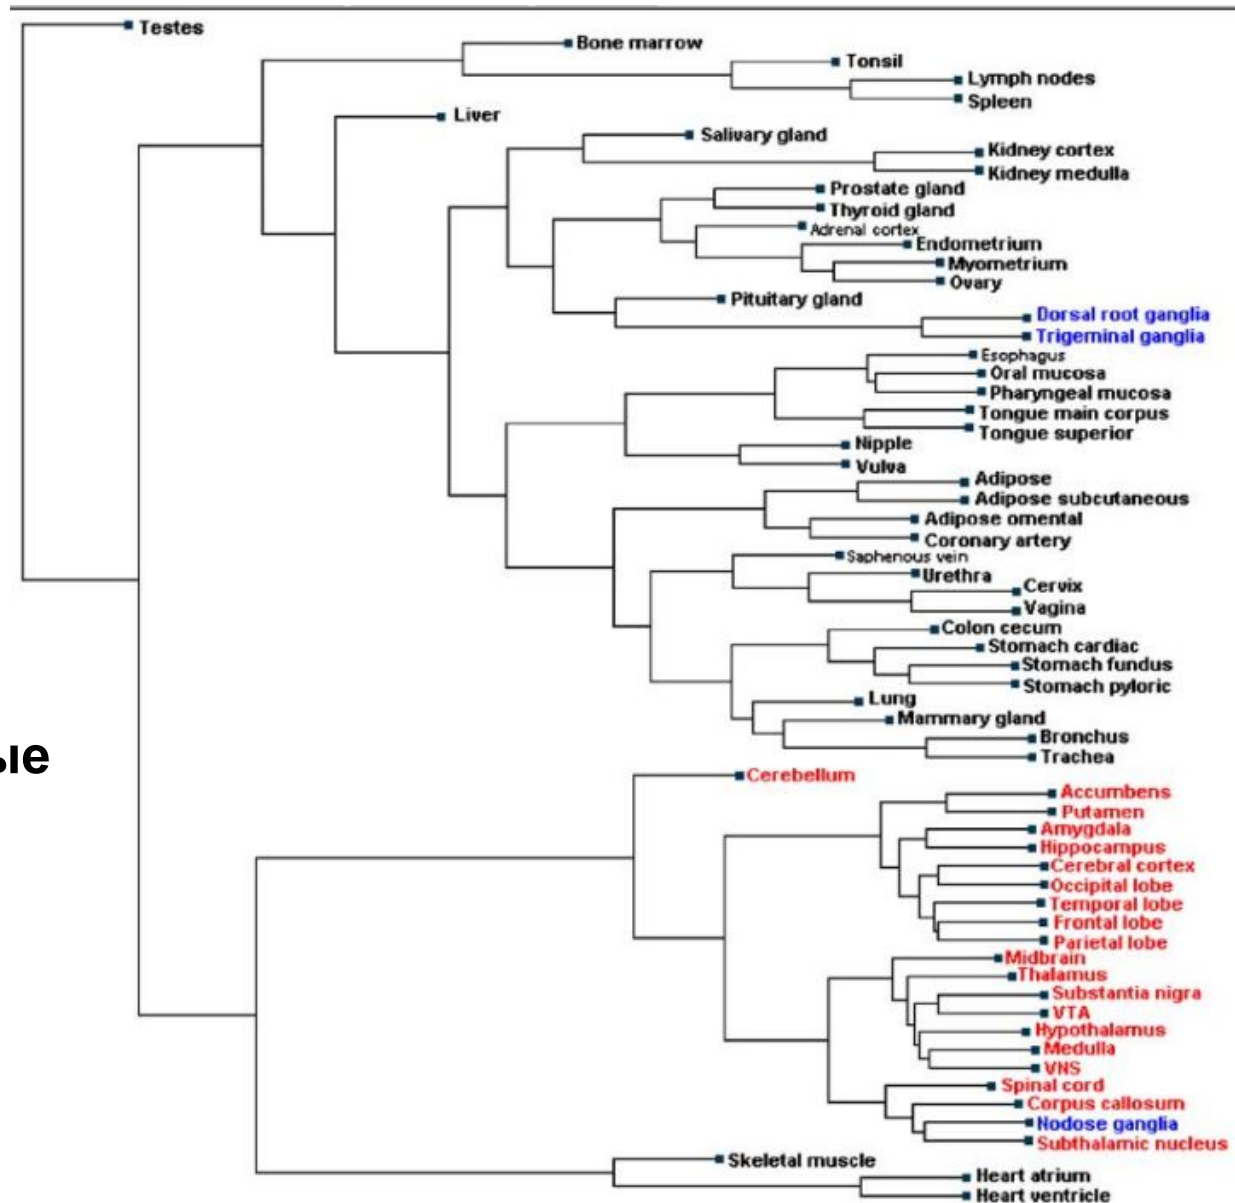 Testes
Bone marrow
Tonsil
Lymph nodes
Spleen
Liver
Salivary gland
Kidney cortex
Kidney medulla
Prostate gland
Thyroid gland
Adrenal cortex
Endometrium
Myometrium
Ovary
Pituitary gland
Dorsal root ganglia
Trigeminal ganglia
Esophagus
Oral mucosa
Pharyngeal mucosa
Tongue main corpus
Tongue superior
Nipple
Vulva
Adipose
Adipose subcutaneous
Adipose omental
Coronary artery
Saphenous vein
Urethra
Cervix
Vagina
Colon cecum
Stomach cardiac
Stomach fundus
Stomach pyloric
Lung
Mammary gland
Bronchus
Trachea
Cerebellum
Accumbens
Putamen
Amygdala
Hippocampus
Cerebral cortex
Occipital lobe
Temporal lobe
Frontal lobe
Parietal lobe
Midbrain
Thalamus
Substantia nigra
VTA
Hypothalamus
Medulla
VNS
Spinal cord
Corpus callosum
Nodose ganglia
Subthalamic nucleus
Skeletal muscle
Heart atrium
Heart ventricle